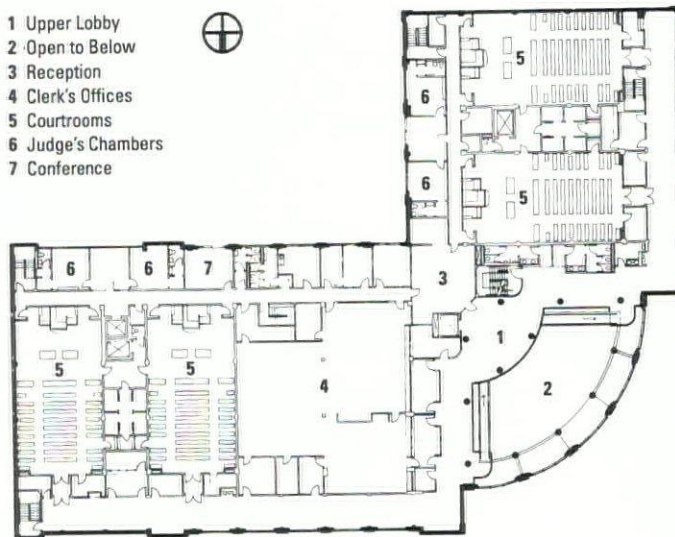 1 Upper Lobby
2 Open to Below
3 Reception
4 Clerk's Offices
5 Courtrooms
6 Judge's Chambers
7 Conference
5
6
6
5
6
6
7
3
1
5
5
4
2